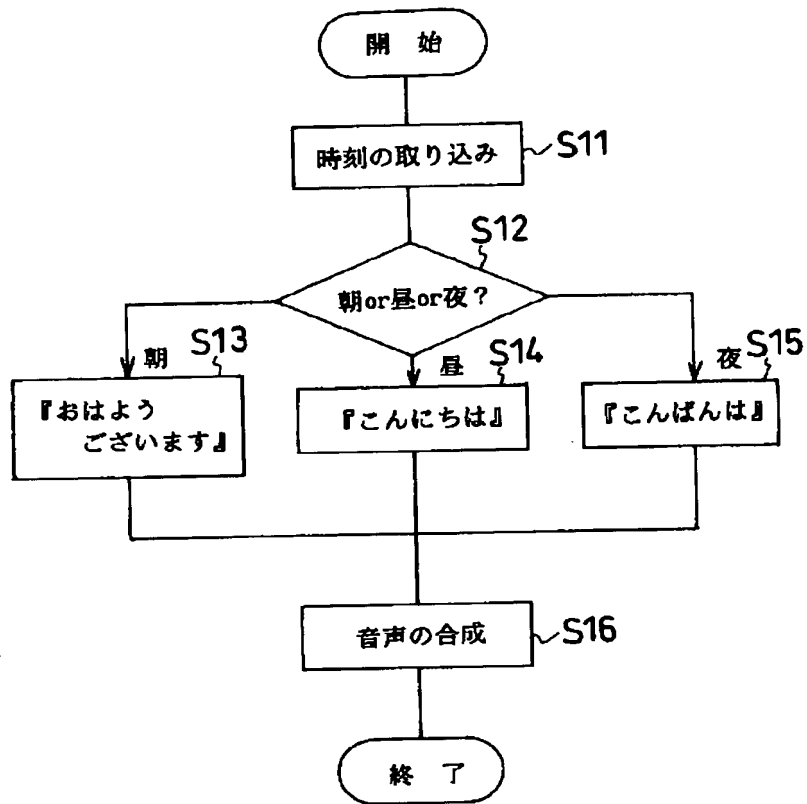 開 始
時刻の取り込み
S11
S12
朝or昼or夜?
朝
S13
昼
S14
夜
S15
『おはよう
ございます』
『こんにちは』
『こんばんは』
音声の合成
S16
終 了